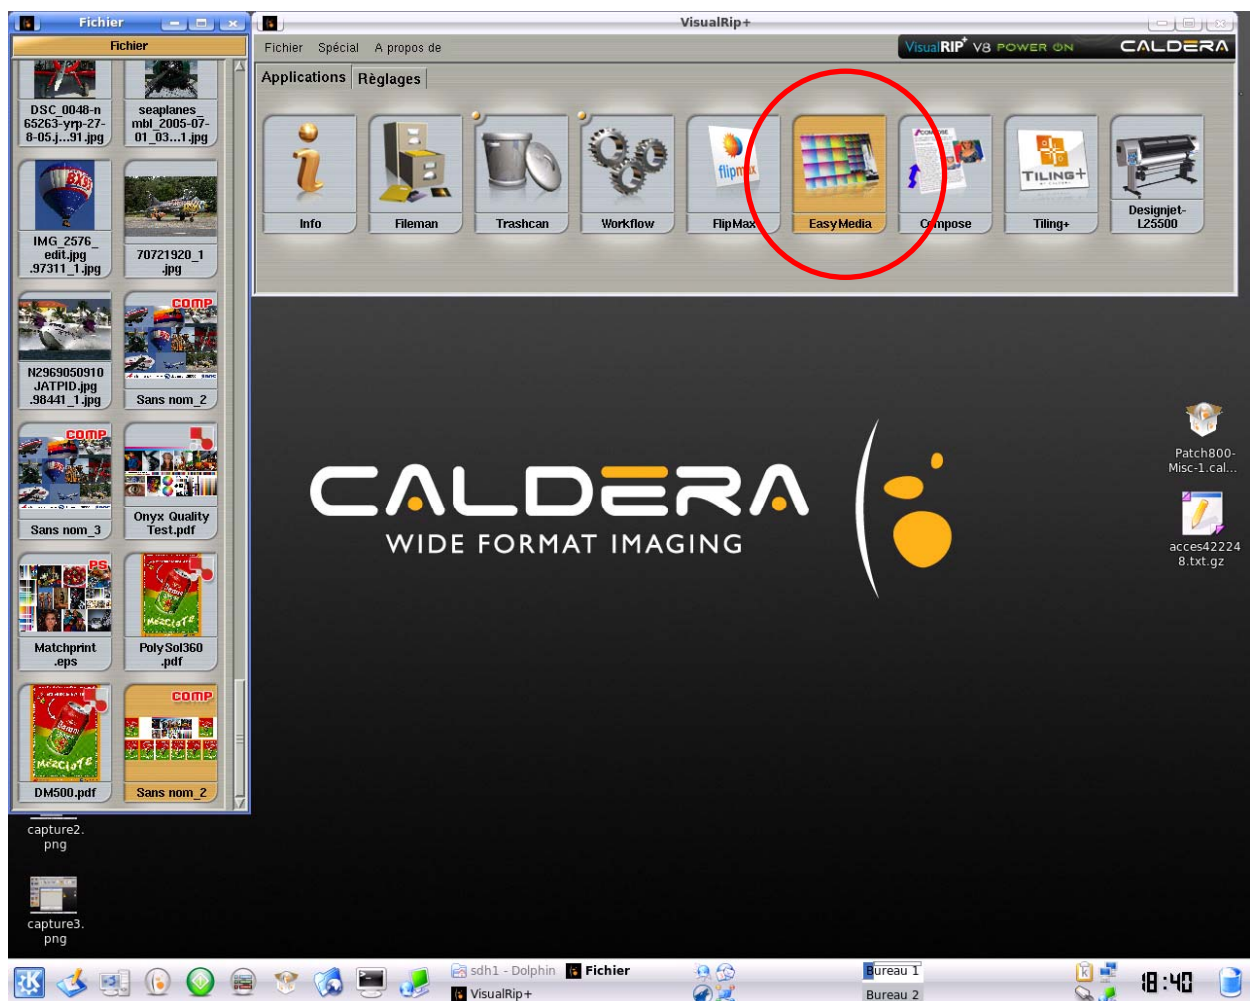 Fichier
Fichier
DSC_0048-n
65263-yrp-27-
8-05.j...91.jpg
seaplanes_
mbl_2005-07-
01_03...1.jpg
IMG_2576_
edit.jpg
.97311_1.jpg
70721920_1
.jpg
N2969050910
JATPID.jpg
.98441_1.jpg
COMP
Sans nom_2
COMP
Sans nom_3
Onyx Quality
Test.pdf
PS
Matchprint
.eps
PolySol360
.pdf
DM500.pdf
COMP
Sans nom_2
VisualRip+
Fichier Spécial A propos de
VisualRIP+ V8 POWER ON CALDERA
Applications Règlages
Info
Fileman
Trashcan
Workflow
flipmax
FlipMax
EasyMedia
COMPOSE
Compose
TILING+
Tiling+
Designjet-
L25500
CALDERA
WIDE FORMAT IMAGING
Patch800-
Misc-1.cal...
acces42224
8.txt.gz
capture2.
png
capture3.
png
sdh1 - Dolphin
Fichier
VisualRip+
Bureau 1
Bureau 2
18:40